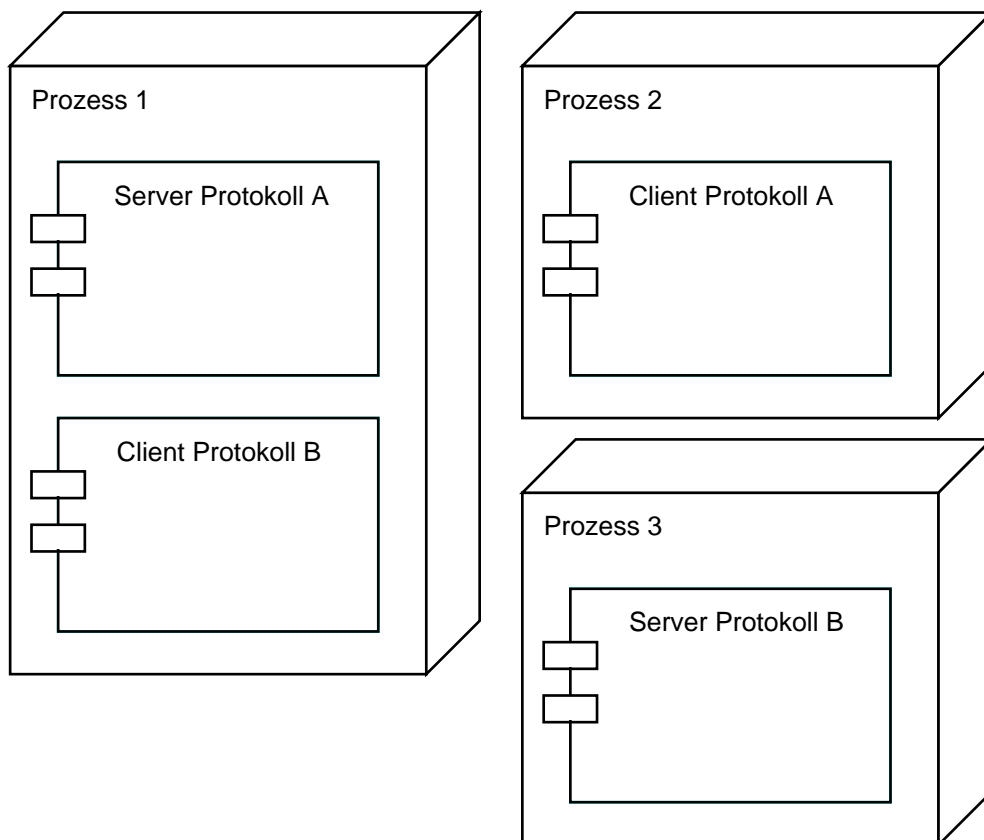 Prozess 1
Server Protokoll A
Client Protokoll B
Prozess 2
Client Protokoll A
Prozess 3
Server Protokoll B